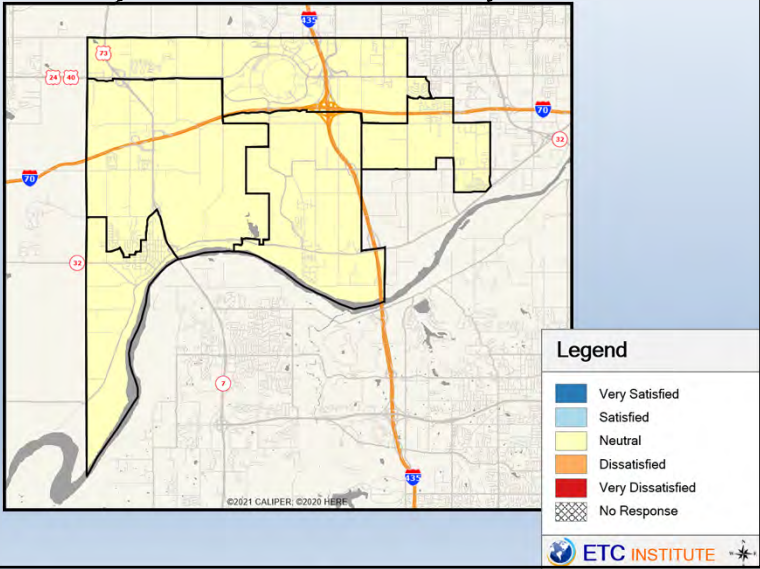 435
73
24 40
70
32
70
32
7
435
©2021 CALIPER; ©2020 HERE
Legend
Very Satisfied
Satisfied
Neutral
Dissatisfied
Very Dissatisfied
No Response
ETC INSTITUTE